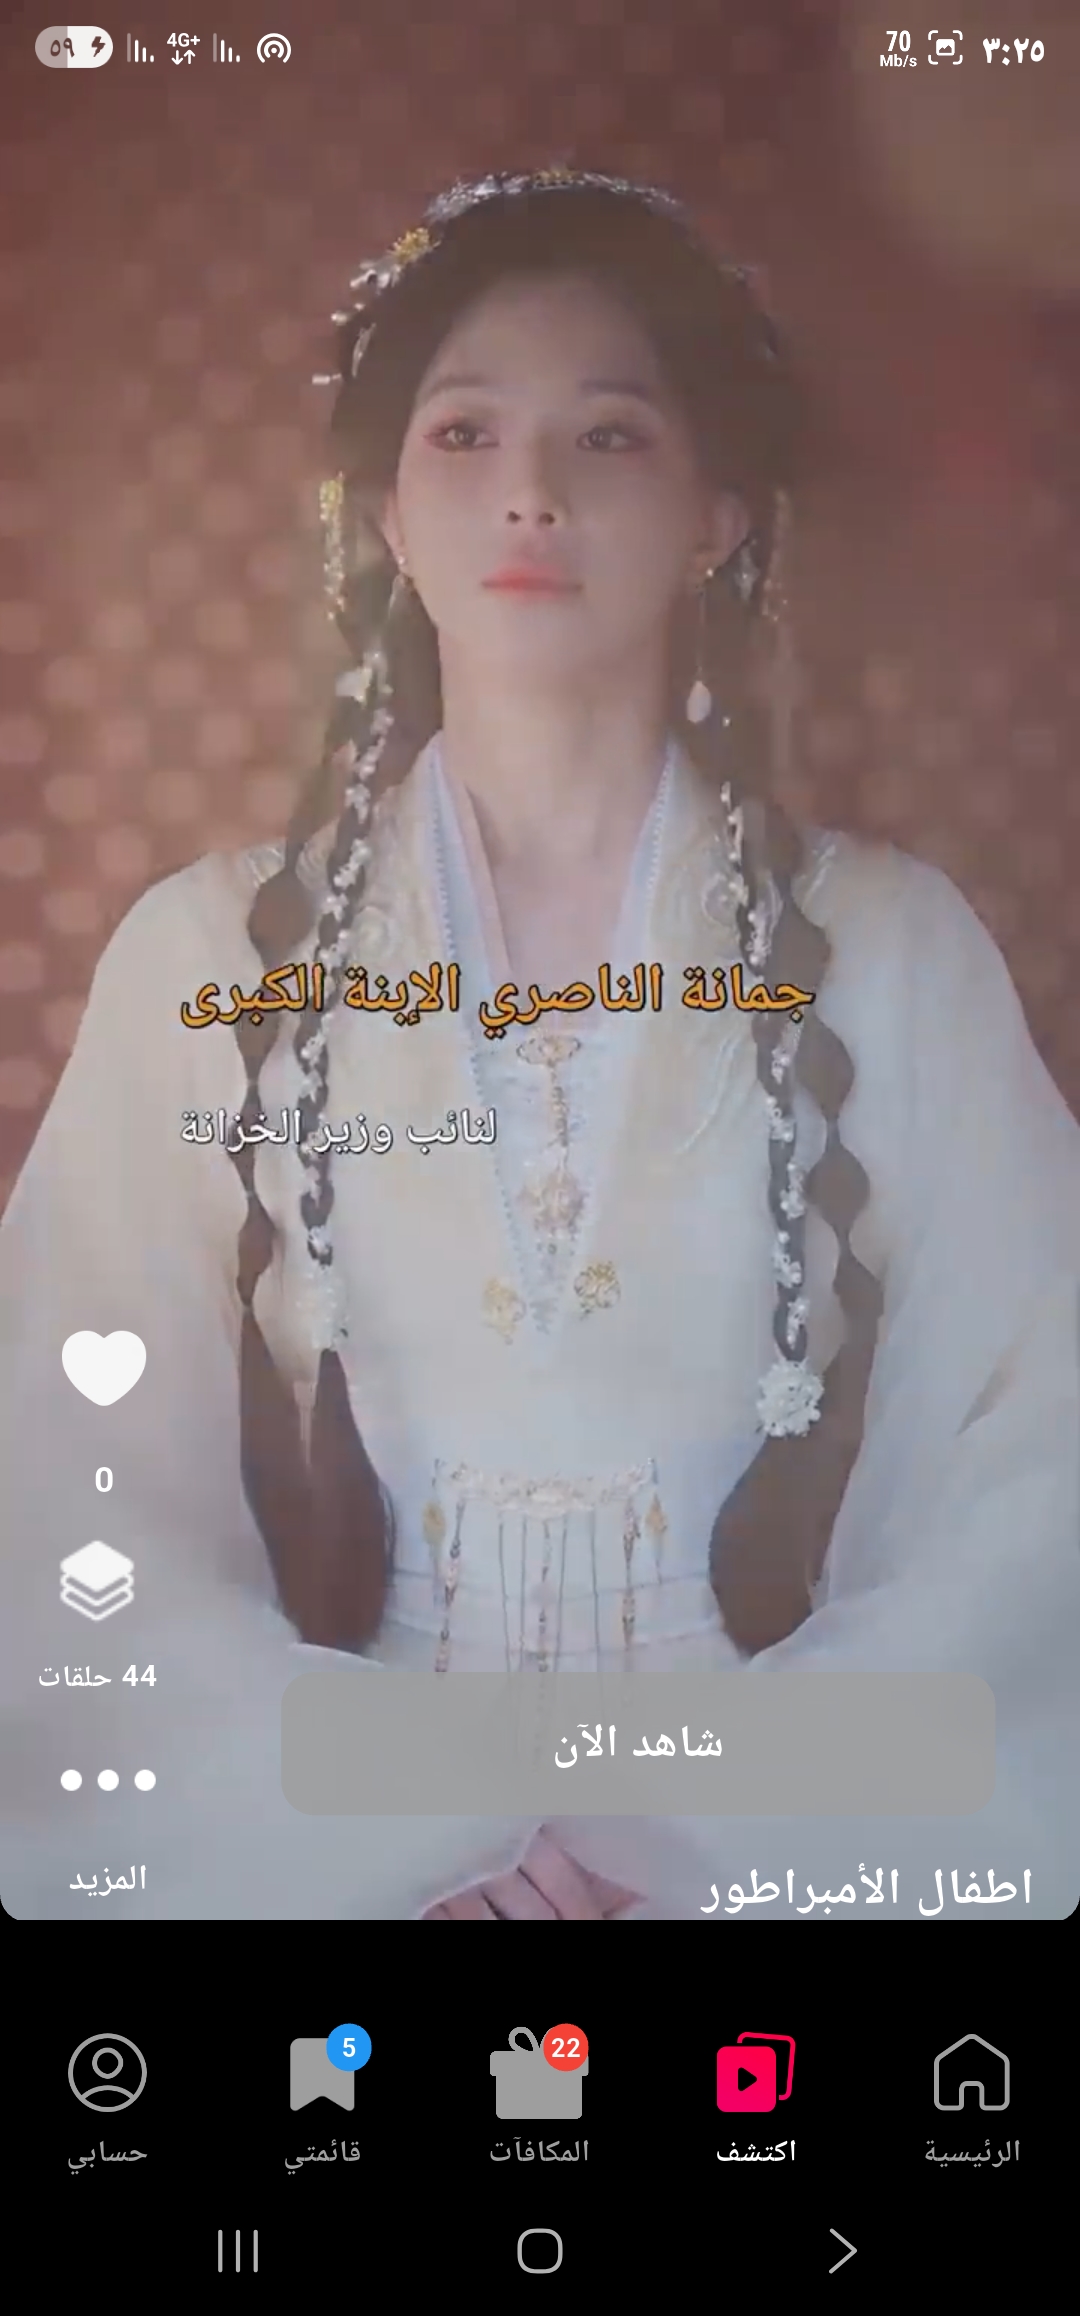 ٥٩
4G+
70
Mb/s
٣:٢٥
جمانة الناصري الإبنة الكبرى
لنائب وزير الخزانة
0
44 حلقات
شاهد الآن
المزيد
اطفال الأمبراطور
5
22
الرئيسية
اكتشف
المكافآت
قائمتي
حسابي